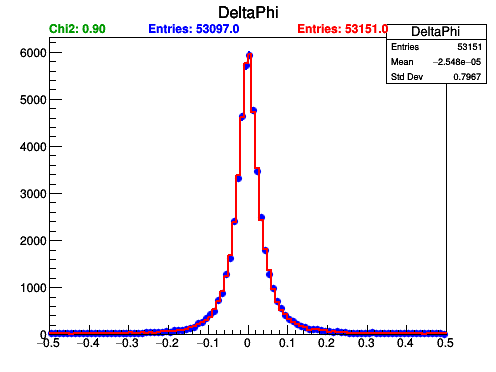 DeltaPhi
Chi2: 0.90 Entries: 53097.0 Entries: 53151.0
DeltaPhi
Entries 53151
Mean −2.548e−05
Std Dev 0.7967
6000
5000
4000
3000
2000
1000
0
−0.5 −0.4 −0.3 −0.2 −0.1 0 0.1 0.2 0.3 0.4 0.5